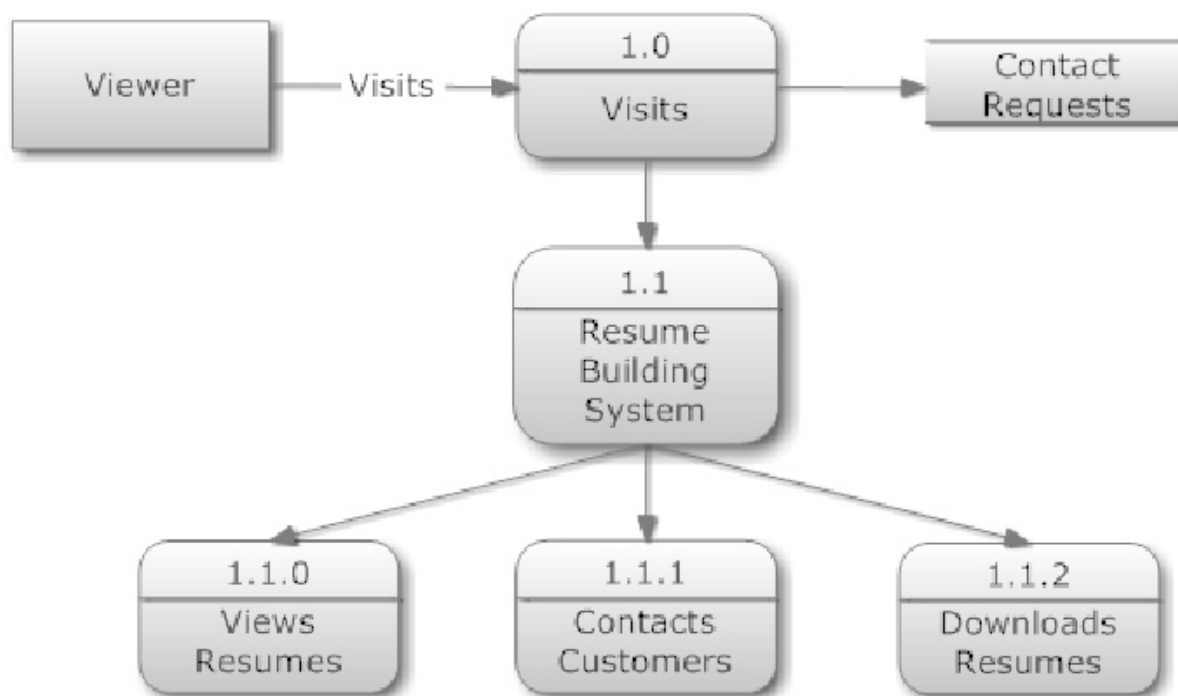 Viewer
Visits
1.0
Visits
Contact
Requests
1.1
Resume
Building
System
1.1.0
Views
Resumes
1.1.1
Contacts
Customers
1.1.2
Downloads
Resumes